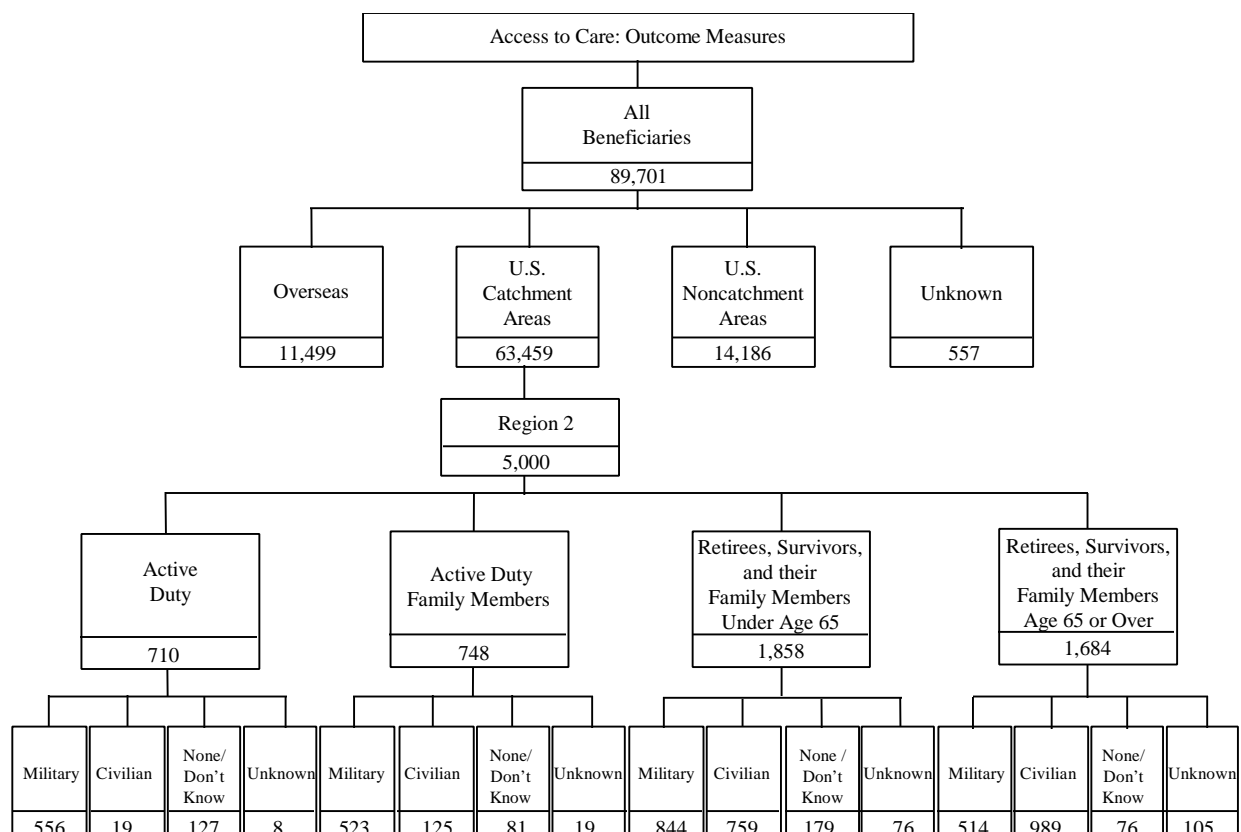 Access to Care: Outcome Measures
All
Beneficiaries
89,701
Overseas
11,499
U.S.
Catchment
Areas
63,459
U.S.
Noncatchment
Areas
14,186
Unknown
557
Region 2
5,000
Active
Duty
710
Active Duty
Family Members
748
Retirees, Survivors,
and their
Family Members
Under Age 65
1,858
Retirees, Survivors,
and their
Family Members
Age 65 or Over
1,684
Military
556
Civilian
19
None/
Don't
Know
127
Unknown
8
Military
523
Civilian
125
None/
Don't
Know
81
Unknown
19
Military
844
Civilian
759
None /
Don't
Know
179
Unknown
76
Military
514
Civilian
989
None/
Don't
Know
76
Unknown
105